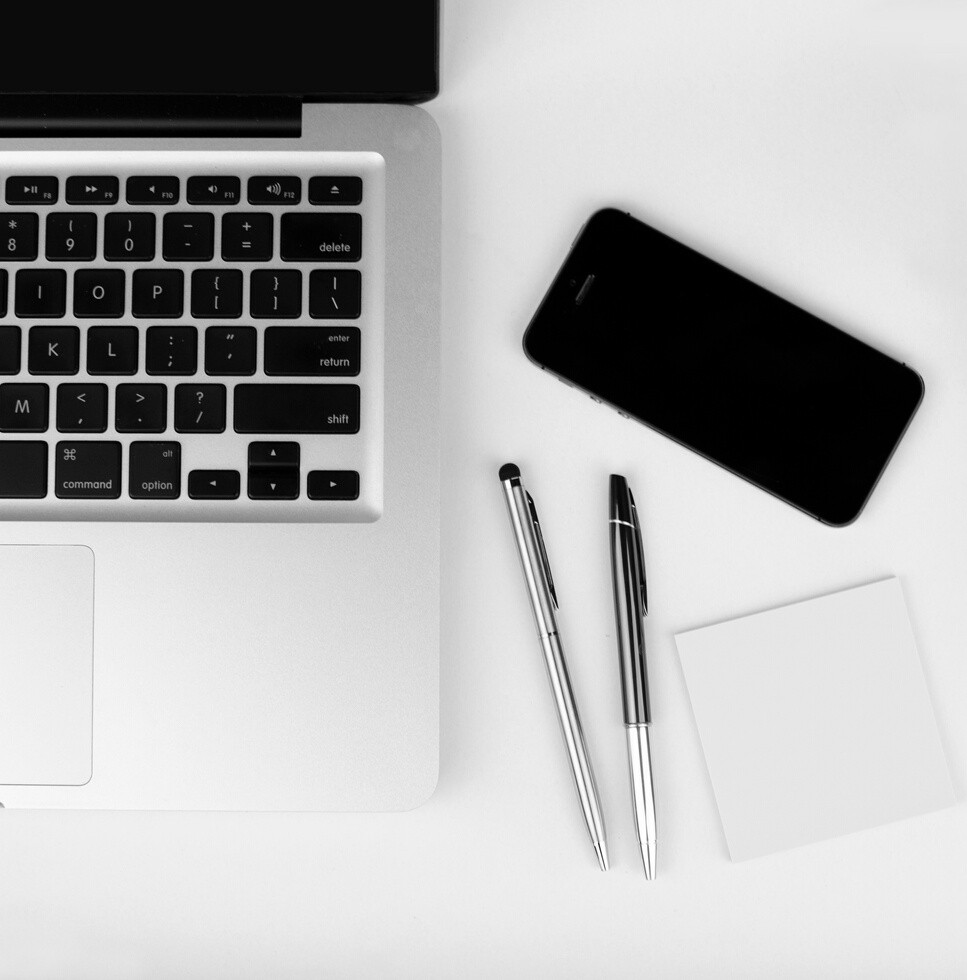 F8 F9 F10 F11 F12
* ( ) - +
8 9 0 - = delete
{ } |
I O P [ ] \
: " enter
K L ; ' return
< > ?
M , . / shift
⌘ alt
command option